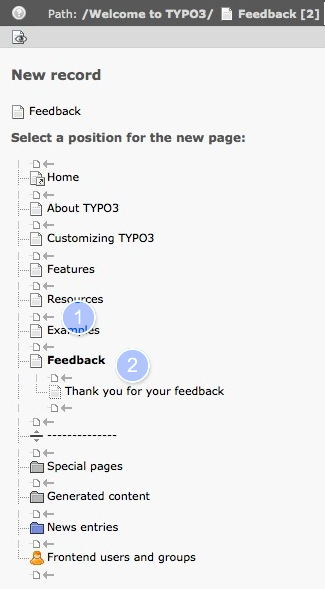 Path: /Welcome to TYPO3/ Feedback [2]
New record
Feedback
Select a position for the new page:
Home
About TYPO3
Customizing TYPO3
Features
Resources
1
Examples
Feedback
2
Thank you for your feedback
--------------
Special pages
Generated content
News entries
Frontend users and groups